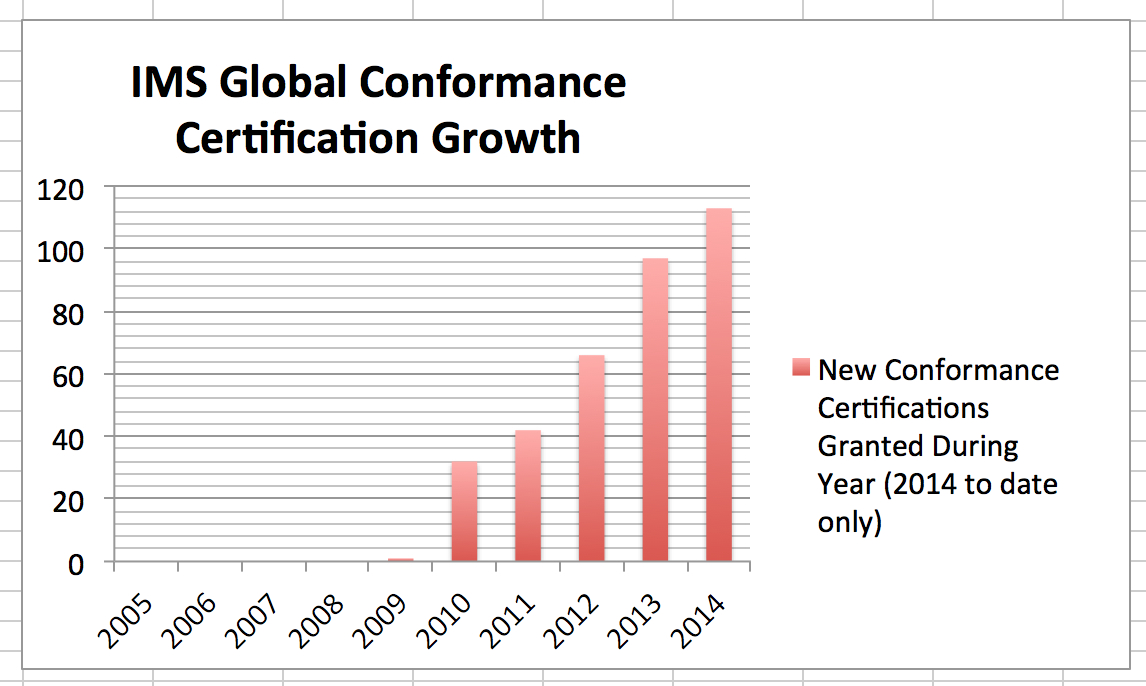 IMS Global Conformance
Certification Growth
120
100
80
60
40
20
0
2005
2006
2007
2008
2009
2010
2011
2012
2013
2014
New Conformance
Certifications
Granted During
Year (2014 to date
only)